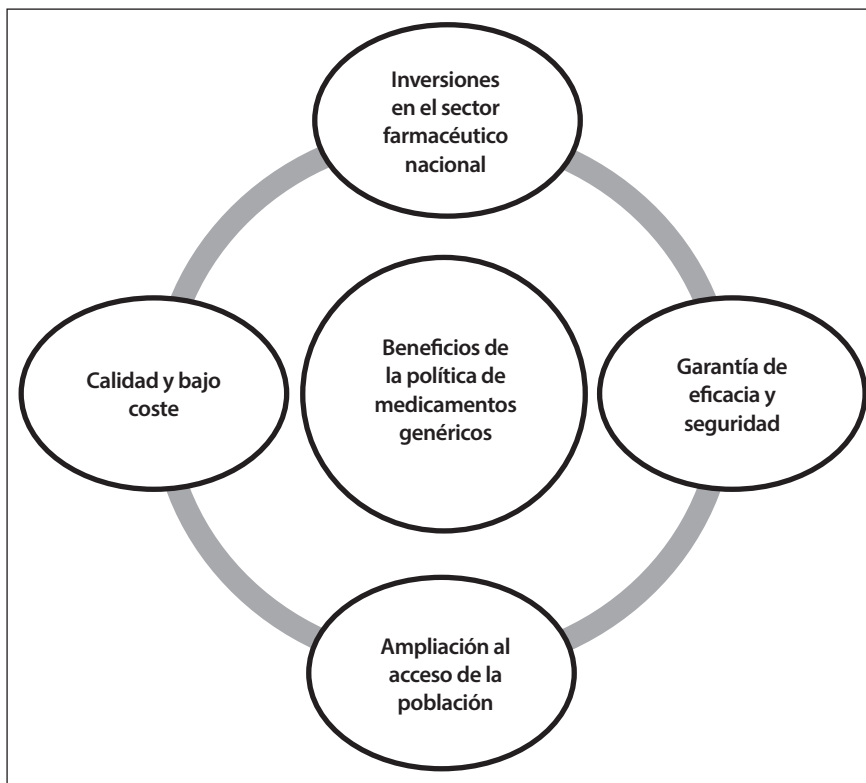 Inversiones
en el sector
farmacéutico
nacional
Calidad y bajo
coste
Beneficios de
la política de
medicamentos
genéricos
Garantía de
eficacia y
seguridad
Ampliación al
acceso de la
población